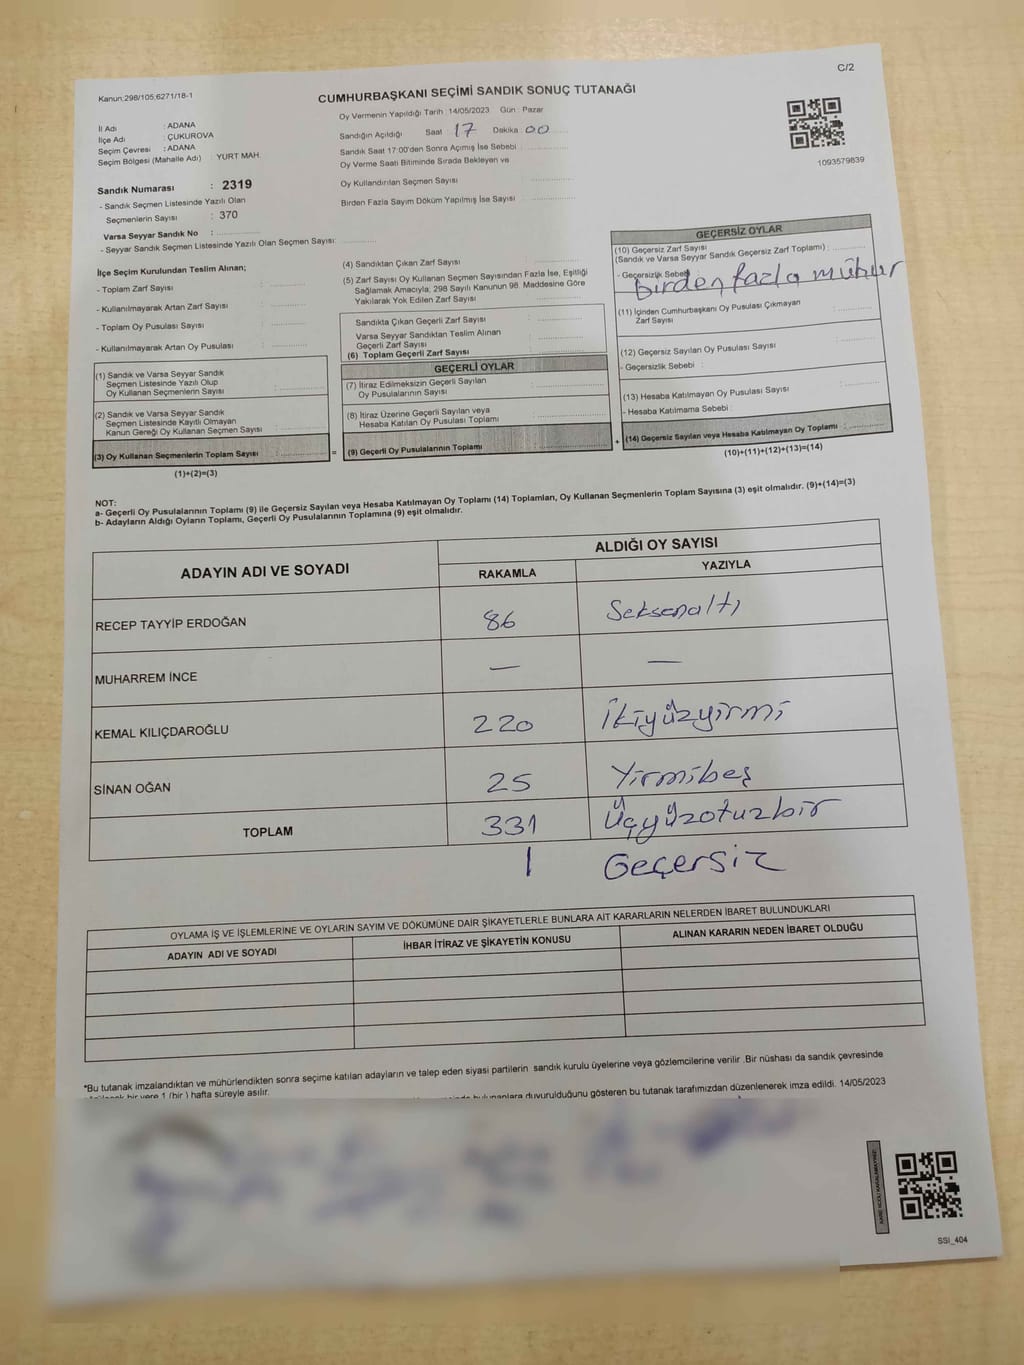 C/2
Kanun:298/105;6271/18-1
CUMHURBAŞKANI SEÇİMİ SANDIK SONUÇ TUTANAĞI
İl Adı : ADANA
İlçe Adı : ÇUKUROVA
Seçim Çevresi : ADANA
Seçim Bölgesi (Mahalle Adı) : YURT MAH.
Oy Vermenin Yapıldığı Tarih : 14/05/2023 Gün : Pazar
Sandığın Açıldığı Saat : 17 Dakika : 00
Sandık Saat 17:00'den Sonra Açımış İse Sebebi :
Oy Verme Saati Bitiminde Sırada Bekleyen ve
Oy Kullandırılan Seçmen Sayısı :
Birden Fazla Sayım Döküm Yapılmış İse Sayısı :
1093579839
Sandık Numarası : 2319
- Sandık Seçmen Listesinde Yazılı Olan
Seçmenlerin Sayısı : 370
Varsa Seyyar Sandık No :
- Seyyar Sandık Seçmen Listesinde Yazılı Olan Seçmen Sayısı:
İlçe Seçim Kurulundan Teslim Alınan;
- Toplam Zarf Sayısı :
- Kullanılmayarak Artan Zarf Sayısı :
- Toplam Oy Pusulası Sayısı :
- Kullanılmayarak Artan Oy Pusulası :
(1) Sandık ve Varsa Seyyar Sandık
Seçmen Listesinde Yazılı Olup
Oy Kullanan Seçmenlerin Sayısı :
(2) Sandık ve Varsa Seyyar Sandık
Seçmen Listesinde Kayıtlı Olmayan
Kanun Gereği Oy Kullanan Seçmen Sayısı :
(3) Oy Kullanan Seçmenlerin Toplam Sayısı :
(1)+(2)=(3)
(4) Sandıktan Çıkan Zarf Sayısı :
(5) Zarf Sayısı Oy Kullanan Seçmen Sayısından Fazla İse, Eşitliği
Sağlamak Amacıyla; 298 Sayılı Kanunun 98. Maddesine Göre
Yakılarak Yok Edilen Zarf Sayısı :
Sandıkta Çıkan Geçerli Zarf Sayısı :
Varsa Seyyar Sandıktan Teslim Alınan
Geçerli Zarf Sayısı :
(6) Toplam Geçerli Zarf Sayısı :
GEÇERLİ OYLAR
(7) İtiraz Edilmeksizin Geçerli Sayılan
Oy Pusulalarının Sayısı :
(8) İtiraz Üzerine Geçerli Sayılan veya
Hesaba Katılan Oy Pusulası Toplamı :
= (9) Geçerli Oy Pusulalarının Toplamı :
GEÇERSİZ OYLAR
(10) Geçersiz Zarf Sayısı
(Sandık ve Varsa Seyyar Sandık Geçersiz Zarf Toplamı) :
- Geçersizlik Sebebi
Birden fazla mühür
(11) İçinden Cumhurbaşkanı Oy Pusulası Çıkmayan
Zarf Sayısı :
(12) Geçersiz Sayılan Oy Pusulası Sayısı :
- Geçersizlik Sebebi :
(13) Hesaba Katılmayan Oy Pusulası Sayısı :
- Hesaba Katılmama Sebebi :
+ (14) Geçersiz Sayılan veya Hesaba Katılmayan Oy Toplamı :
(10)+(11)+(12)+(13)=(14)
NOT:
a- Geçerli Oy Pusulalarının Toplamı (9) ile Geçersiz Sayılan veya Hesaba Katılmayan Oy Toplamı (14) Toplamları, Oy Kullanan Seçmenlerin Toplam Sayısına (3) eşit olmalıdır. (9)+(14)=(3)
b- Adayların Aldığı Oyların Toplamı, Geçerli Oy Pusulalarının Toplamına (9) eşit olmalıdır.
ADAYIN ADI VE SOYADI ALDIĞI OY SAYISI
RAKAMLA YAZIYLA
RECEP TAYYİP ERDOĞAN 86 Seksenaltı
MUHARREM İNCE — —
KEMAL KILIÇDAROĞLU 220 İkiyüzyirmi
SİNAN OĞAN 25 Yirmibeş
TOPLAM 331 Üçyüzotuzbir
1 Geçersiz
OYLAMA İŞ VE İŞLEMLERİNE VE OYLARIN SAYIM VE DÖKÜMÜNE DAİR ŞİKAYETLERLE BUNLARA AİT KARARLARIN NELERDEN İBARET BULUNDUKLARI
ADAYIN ADI VE SOYADI İHBAR İTİRAZ VE ŞİKAYETİN KONUSU ALINAN KARARIN NEDEN İBARET OLDUĞU
*Bu tutanak imzalandıktan ve mühürlendikten sonra seçime katılan adayların ve talep eden siyasi partilerin sandık kurulu üyelerine veya gözlemcilerine verilir .Bir nüshası da sandık çevresinde
bir yere 1 (bir ) hafta süreyle asılır.
duyurulduğunu gösteren bu tutanak tarafımızdan düzenlenerek imza edildi. 14/05/2023
SSİ_404